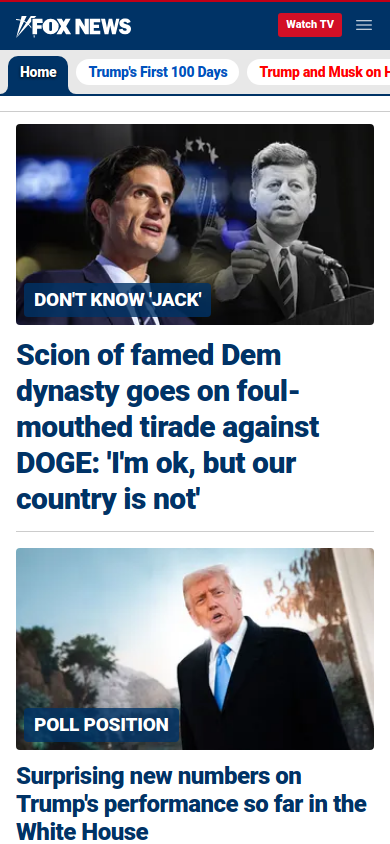 FOX NEWS
Watch TV
Home
Trump's First 100 Days
Trump and Musk on H
DON'T KNOW 'JACK'
Scion of famed Dem
dynasty goes on foul-
mouthed tirade against
DOGE: 'I'm ok, but our
country is not'
POLL POSITION
Surprising new numbers on
Trump's performance so far in the
White House